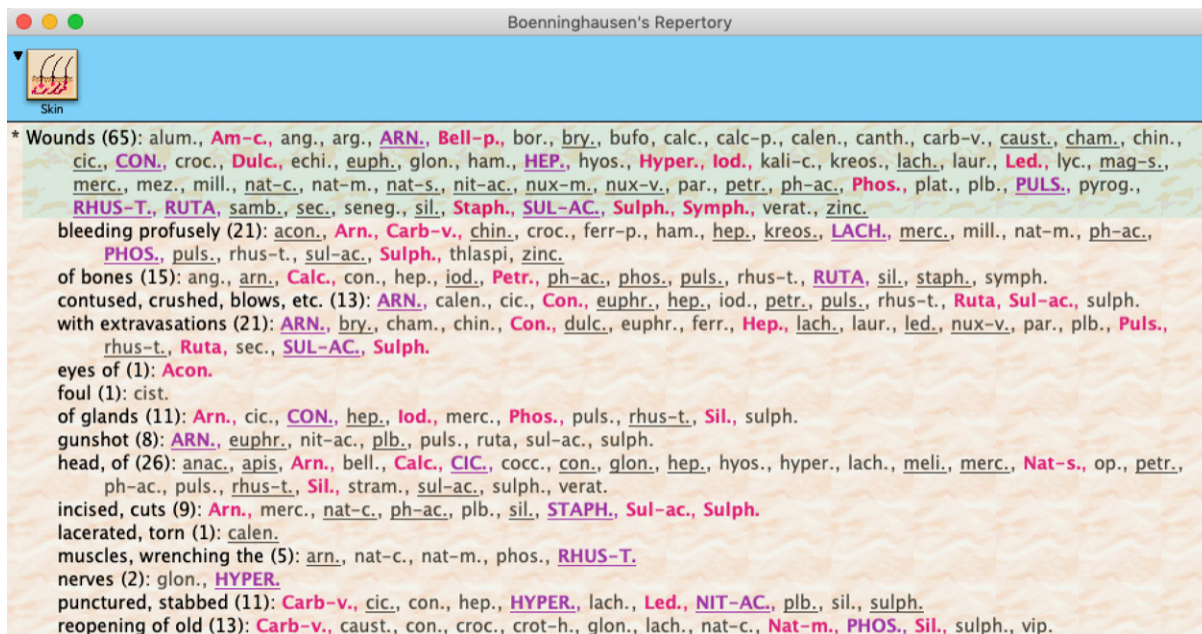 Boenninghausen's Repertory
Skin
* Wounds (65): alum., Am-c., ang., arg., ARN., Bell-p., bor., bry., bufo, calc., calc-p., calen., canth., carb-v., caust., cham., chin.,
cic., CON., croc., Dulc., echi., euph., glon., ham., HEP., hyos., Hyper., Iod., kali-c., kreos., lach., laur., Led., lyc., mag-s.,
merc., mez., mill., nat-c., nat-m., nat-s., nit-ac., nux-m., nux-v., par., petr., ph-ac., Phos., plat., plb., PULS., pyrog.,
RHUS-T., RUTA, samb., sec., seneg., sil., Staph., SUL-AC., Sulph., Symph., verat., zinc.
bleeding profusely (21): acon., Arn., Carb-v., chin., croc., ferr-p., ham., hep., kreos., LACH., merc., mill., nat-m., ph-ac.,
PHOS., puls., rhus-t., sul-ac., Sulph., thlaspi, zinc.
of bones (15): ang., arn., Calc., con., hep., iod., Petr., ph-ac., phos., puls., rhus-t., RUTA, sil., staph., symph.
contused, crushed, blows, etc. (13): ARN., calen., cic., Con., euphr., hep., iod., petr., puls., rhus-t., Ruta, Sul-ac., sulph.
with extravasations (21): ARN., bry., cham., chin., Con., dulc., euphr., ferr., Hep., lach., laur., led., nux-v., par., plb., Puls.,
rhus-t., Ruta, sec., SUL-AC., Sulph.
eyes of (1): Acon.
foul (1): cist.
of glands (11): Arn., cic., CON., hep., Iod., merc., Phos., puls., rhus-t., Sil., sulph.
gunshot (8): ARN., euphr., nit-ac., plb., puls., ruta, sul-ac., sulph.
head, of (26): anac., apis, Arn., bell., Calc., CIC., cocc., con., glon., hep., hyos., hyper., lach., meli., merc., Nat-s., op., petr.,
ph-ac., puls., rhus-t., Sil., stram., sul-ac., sulph., verat.
incised, cuts (9): Arn., merc., nat-c., ph-ac., plb., sil., STAPH., Sul-ac., Sulph.
lacerated, torn (1): calen.
muscles, wrenching the (5): arn., nat-c., nat-m., phos., RHUS-T.
nerves (2): glon., HYPER.
punctured, stabbed (11): Carb-v., cic., con., hep., HYPER., lach., Led., NIT-AC., plb., sil., sulph.
reopening of old (13): Carb-v., caust., con., croc., crot-h., glon., lach., nat-c., Nat-m., PHOS., Sil., sulph., vip.